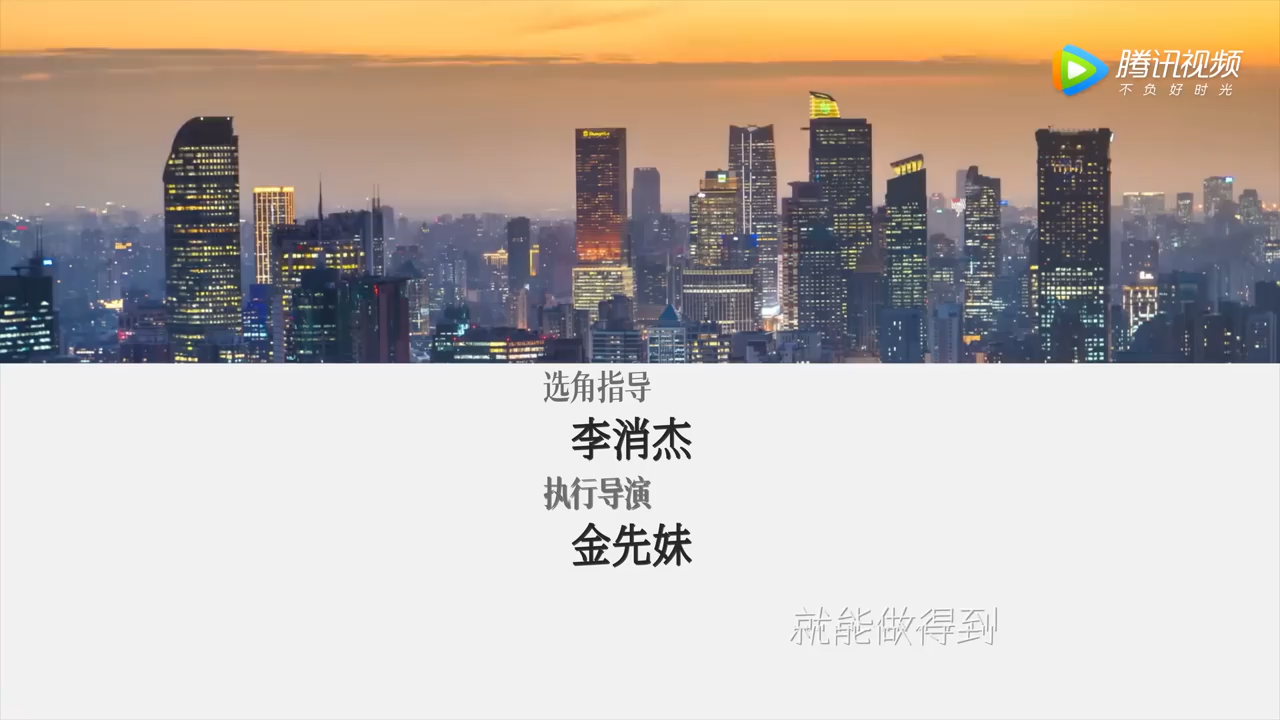 腾讯视频
不负好时光
选角指导
李消杰
执行导演
金先妹
就能做得到